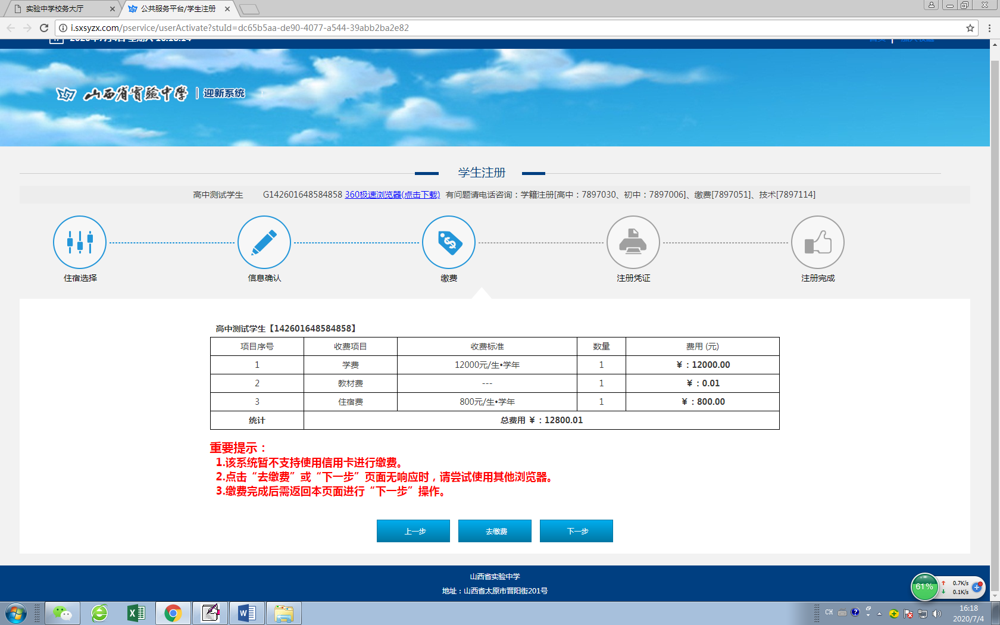 实验中学校务大厅
公共服务平台/学生注册
i.sxsyzx.com/pservice/userActivate?stuId=dc65b5aa-de90-4077-a544-39abb2ba2e82
山西省实验中学 | 迎新系统
学生注册
高中测试学生 G142601648584858 360极速浏览器(点击下载) 有问题请电话咨询：学籍注册[高中：7897030、初中：7897006]、缴费[7897051]、技术[7897114]
住宿选择 信息确认 缴费 注册凭证 注册完成
高中测试学生【142601648584858】
项目序号 收费项目 收费标准 数量 费用 (元)
1 学费 12000元/生•学年 1 ￥：12000.00
2 教材费 --- 1 ￥：0.01
3 住宿费 800元/生•学年 1 ￥：800.00
统计 总费用 ￥：12800.01
重要提示：
1.该系统暂不支持使用信用卡进行缴费。
2.点击“去缴费”或“下一步”页面无响应时，请尝试使用其他浏览器。
3.缴费完成后需返回本页面进行“下一步”操作。
上一步 去缴费 下一步
山西省实验中学
地址：山西省太原市晋阳街201号
61% 0.7K/s
0.1K/s
CH
16:18
2020/7/4